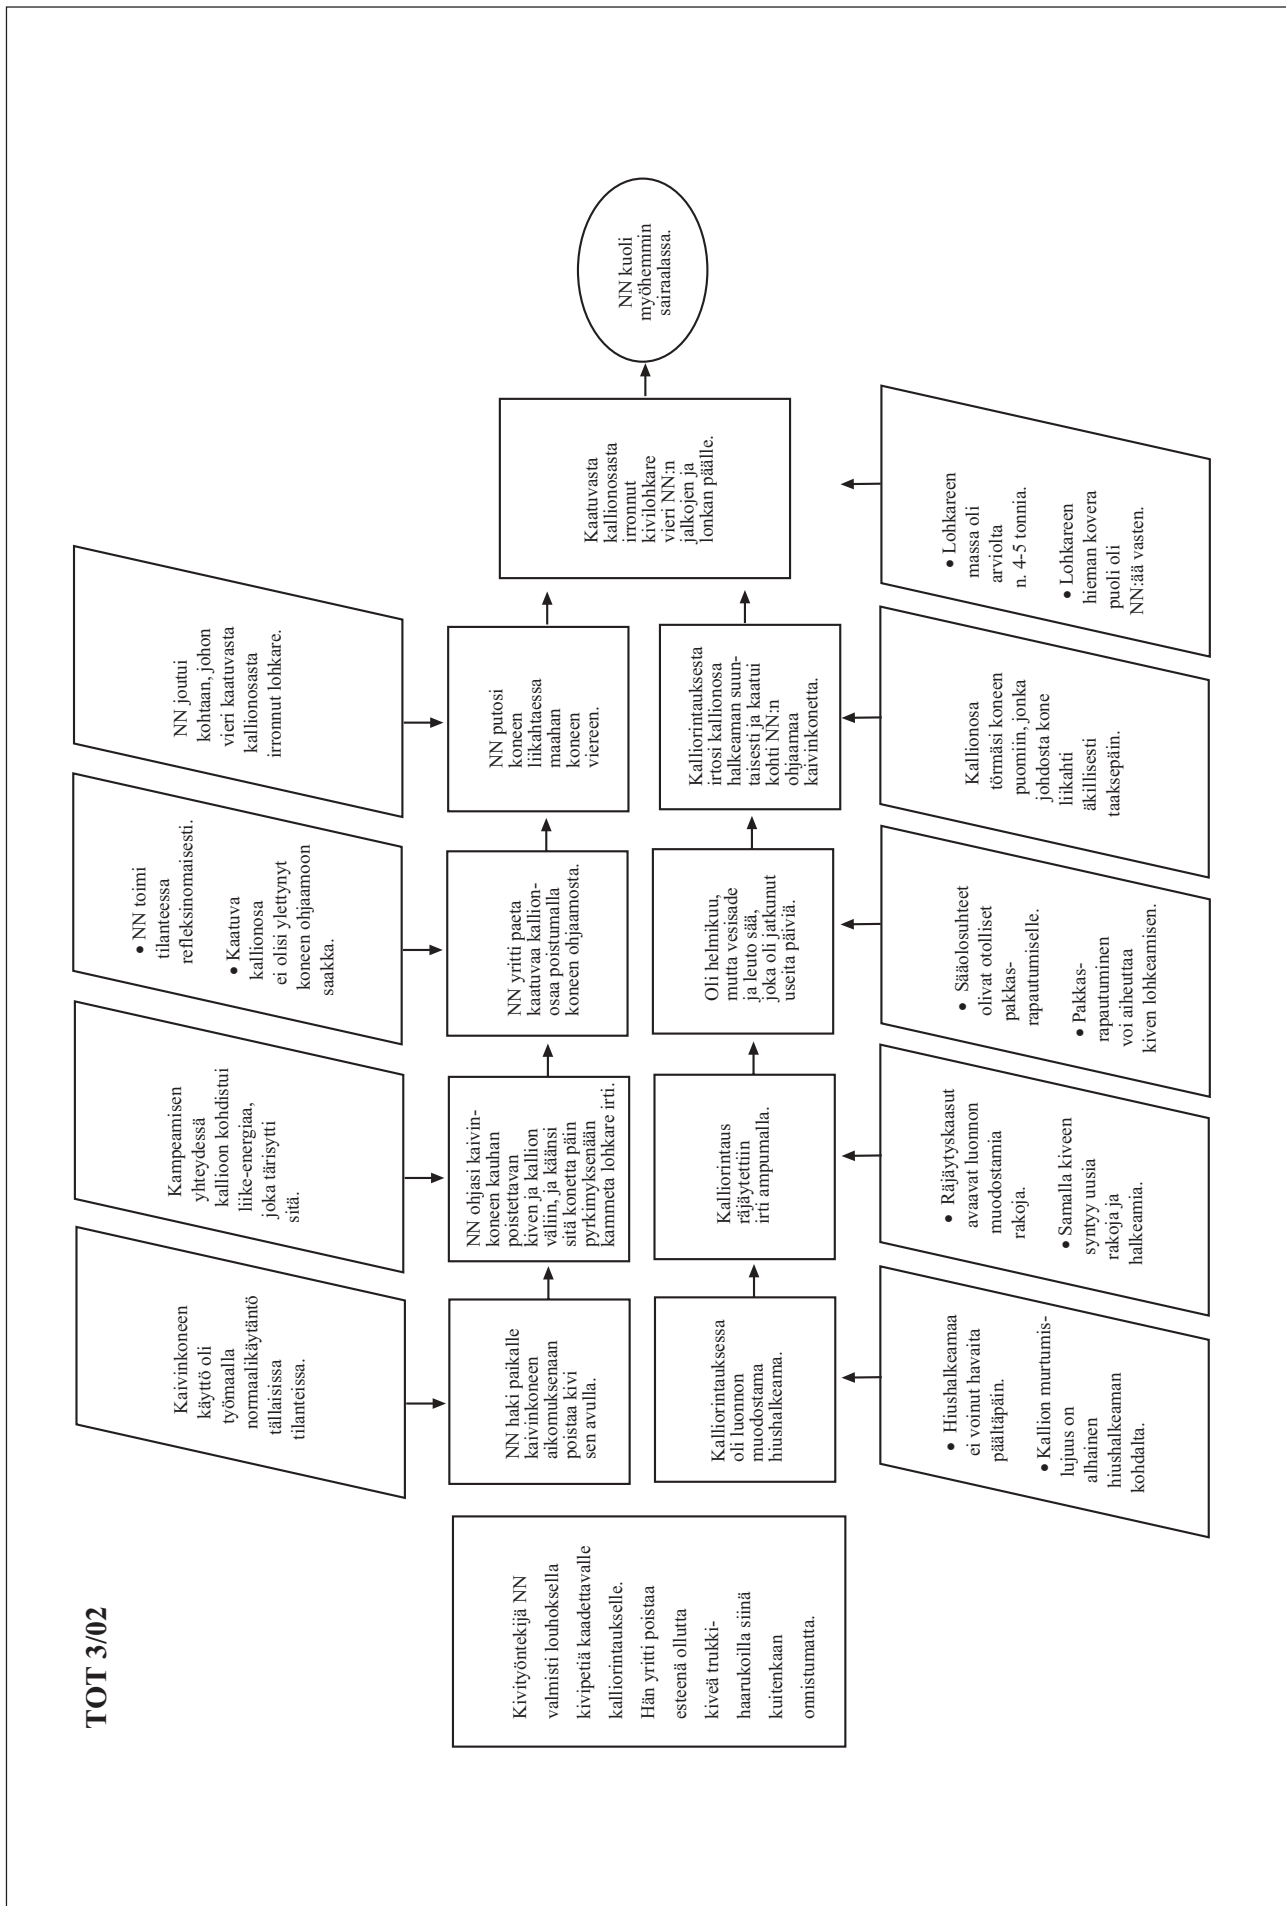 TOT 3/02
Kaivinkoneen
käyttö oli
työmaalla
normaalikäytäntö
tällaisissa
tilanteissa.
Kampeamisen
yhteydessä
kallioon kohdistui
liike-energiaa,
joka tärisytti
sitä.
• NN toimi
tilanteessa
refleksinomaisesti.
• Kaatuva
kallionosa
ei olisi ylettynyt
koneen ohjaamoon
saakka.
NN joutui
kohtaan, johon
vieri kaatuvasta
kallionosasta
irronnut lohkare.
Kivityöntekijä NN
valmisti louhoksella
kivipetiä kaadettavalle
kalliorintaukselle.
Hän yritti poistaa
esteenä ollutta
kiveä trukki-
haarukoilla siinä
kuitenkaan
onnistumatta.
NN haki paikalle
kaivinkoneen
aikomuksenaan
poistaa kivi
sen avulla.
NN ohjasi kaivin-
koneen kauhan
poistettavan
kiven ja kallion
väliin, ja käänsi
sitä konetta päin
pyrkimyksenään
kammeta lohkare irti.
NN yritti paeta
kaatuvaa kallion-
osaa poistumalla
koneen ohjaamosta.
NN putosi
koneen
liikahtaessa
maahan
koneen
viereen.
Kalliorintauksessa
oli luonnon
muodostama
hiushalkeama.
Kalliorintaus
räjäytettiin
irti ampumalla.
Oli helmikuu,
mutta vesisade
ja leuto sää,
joka oli jatkunut
useita päiviä.
Kalliorintauksesta
irtosi kallionosa
halkeaman suun-
taisesti ja kaatui
kohti NN:n
ohjaamaa
kaivinkonetta.
Kaatuvasta
kallionosasta
irronnut
kivilohkare
vieri NN:n
jalkojen ja
lonkan päälle.
NN kuoli
myöhemmin
sairaalassa.
• Hiushalkeamaa
ei voinut havaita
päältäpäin.
• Kallion murtumis-
lujuus on
alhainen
hiushalkeaman
kohdalta.
• Räjäytyskaasut
avaavat luonnon
muodostamia
rakoja.
• Samalla kiveen
syntyy uusia
rakoja ja
halkeamia.
• Sääolosuhteet
olivat otolliset
pakkas-
rapautumiselle.
• Pakkas-
rapautuminen
voi aiheuttaa
kiven lohkeamisen.
Kallionosa
törmäsi koneen
puomiin, jonka
johdosta kone
liikahti
äkillisesti
taaksepäin.
• Lohkareen
massa oli
arviolta
n. 4-5 tonnia.
• Lohkareen
hieman kovera
puoli oli
NN:ää vasten.